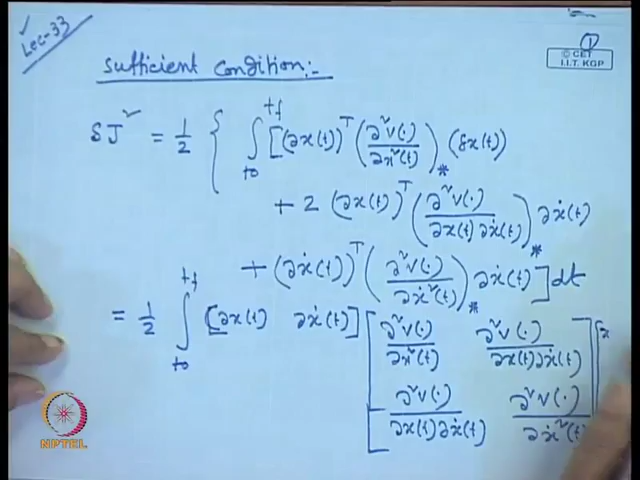 Lec-33
①
© CET
I.I.T. KGP
Sufficient Condition:-
δJ² = 1/2 { ∫_{t0}^{tf} [(∂x(t))^T (∂²V(·)/∂x²(t))_* (δx(t))
+ 2 (∂x(t))^T (∂²V(·)/∂x(t)∂ẋ(t))_* ∂ẋ(t)
+ (∂ẋ(t))^T (∂²V(·)/∂ẋ²(t))_* ∂ẋ(t)] dt
= 1/2 ∫_{t0}^{tf} [∂x(t) ∂ẋ(t)] [ ∂²V(·)/∂x²(t) ∂²V(·)/∂x(t)∂ẋ(t)
∂²V(·)/∂x(t)∂ẋ(t) ∂²V(·)/∂ẋ²(t) ]
NPTEL